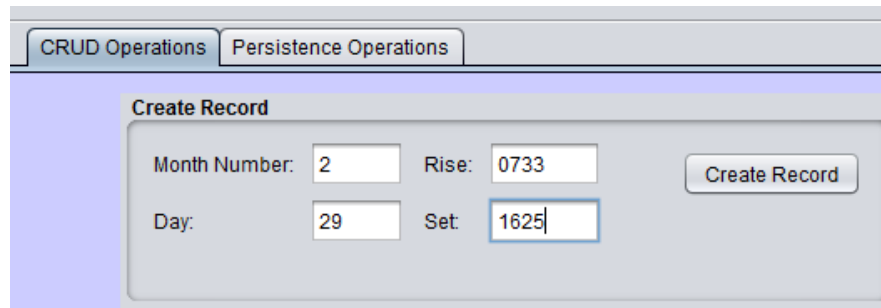 CRUD Operations Persistence Operations
Create Record
Month Number: 2 Rise: 0733 Create Record
Day: 29 Set: 1625